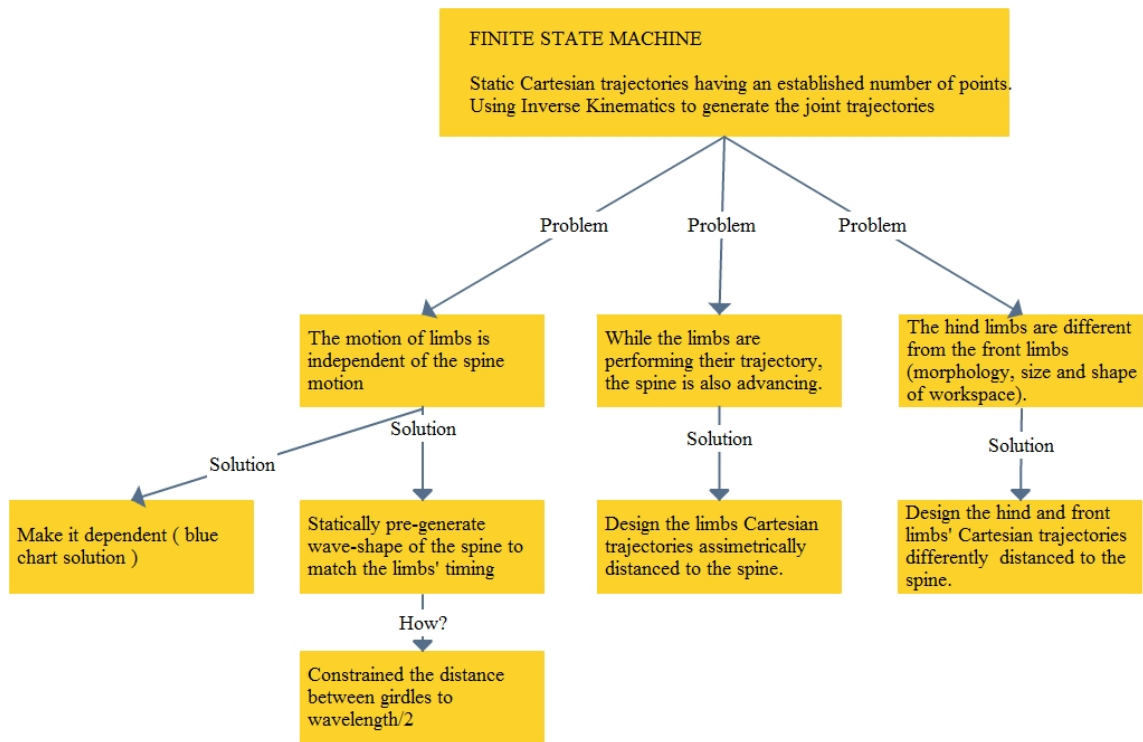 FINITE STATE MACHINE
Static Cartesian trajectories having an established number of points.
Using Inverse Kinematics to generate the joint trajectories
Problem
Problem
Problem
The motion of limbs is
independent of the spine
motion
While the limbs are
performing their trajectory,
the spine is also advancing.
The hind limbs are different
from the front limbs
(morphology, size and shape
of workspace).
Solution
Solution
Solution
Solution
Make it dependent ( blue
chart solution )
Statically pre-generate
wave-shape of the spine to
match the limbs' timing
Design the limbs Cartesian
trajectories assimetrically
distanced to the spine.
Design the hind and front
limbs' Cartesian trajectories
differently distanced to the
spine.
How?
Constrained the distance
between girdles to
wavelength/2